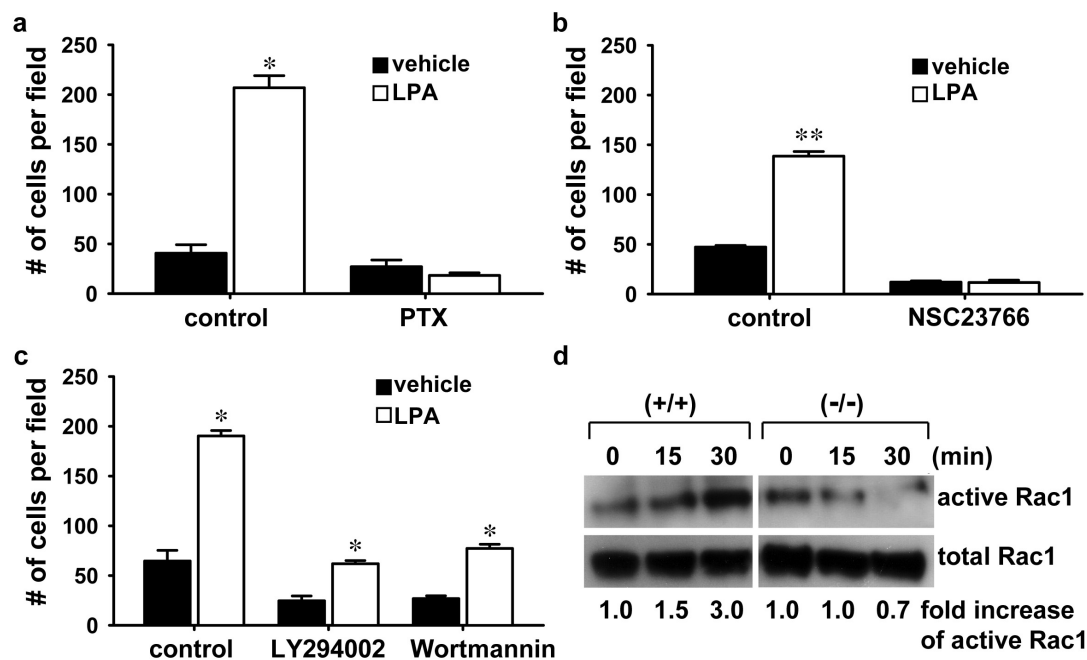 a
# of cells per field
250
200
150
100
50
0
*
vehicle
LPA
control
PTX
b
# of cells per field
250
200
150
100
50
0
**
vehicle
LPA
control
NSC23766
c
# of cells per field
250
200
150
100
50
0
*
*
*
vehicle
LPA
control LY294002 Wortmannin
d
(+/+) (-/-)
0 15 30 0 15 30 (min)
active Rac1
total Rac1
1.0 1.5 3.0 1.0 1.0 0.7 fold increase
of active Rac1